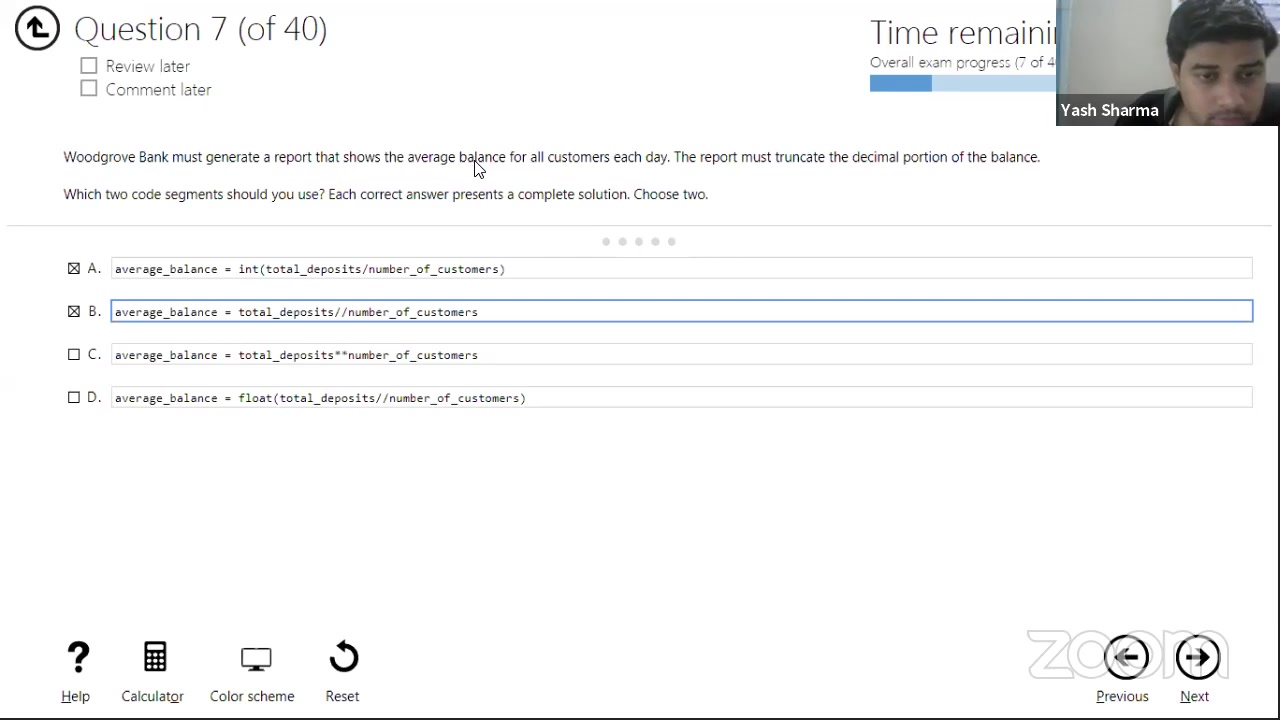 Question 7 (of 40)
Time remaini
Review later
Overall exam progress (7 of 4
Comment later
Yash Sharma
Woodgrove Bank must generate a report that shows the average balance for all customers each day. The report must truncate the decimal portion of the balance.
Which two code segments should you use? Each correct answer presents a complete solution. Choose two.
A. average_balance = int(total_deposits/number_of_customers)
B. average_balance = total_deposits//number_of_customers
C. average_balance = total_deposits**number_of_customers
D. average_balance = float(total_deposits//number_of_customers)
?
zoom
Help Calculator Color scheme Reset Previous Next